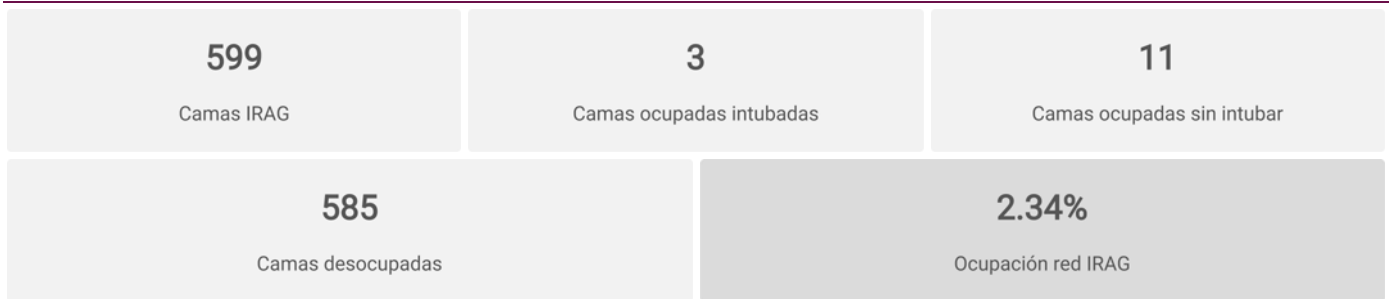 599
Camas IRAG
3
Camas ocupadas intubadas
11
Camas ocupadas sin intubar
585
Camas desocupadas
2.34%
Ocupación red IRAG